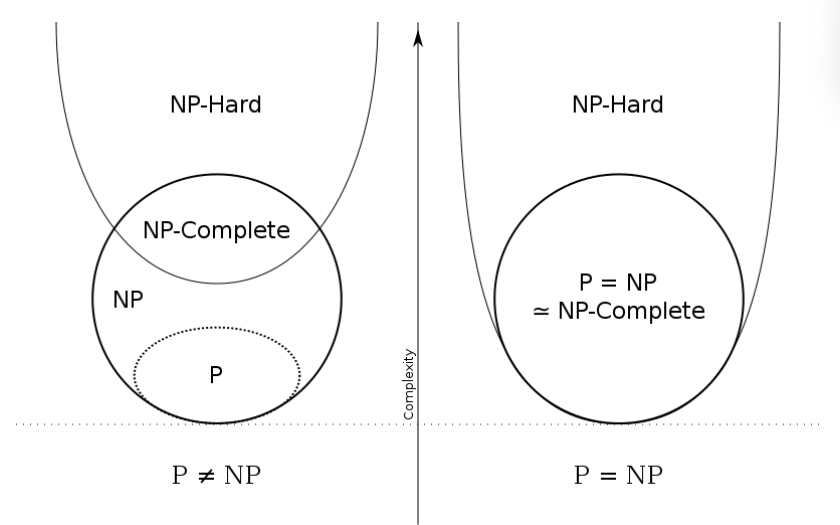 NP-Hard
NP-Complete
NP
P
P ≠ NP
Complexity
NP-Hard
P = NP
≃ NP-Complete
P = NP